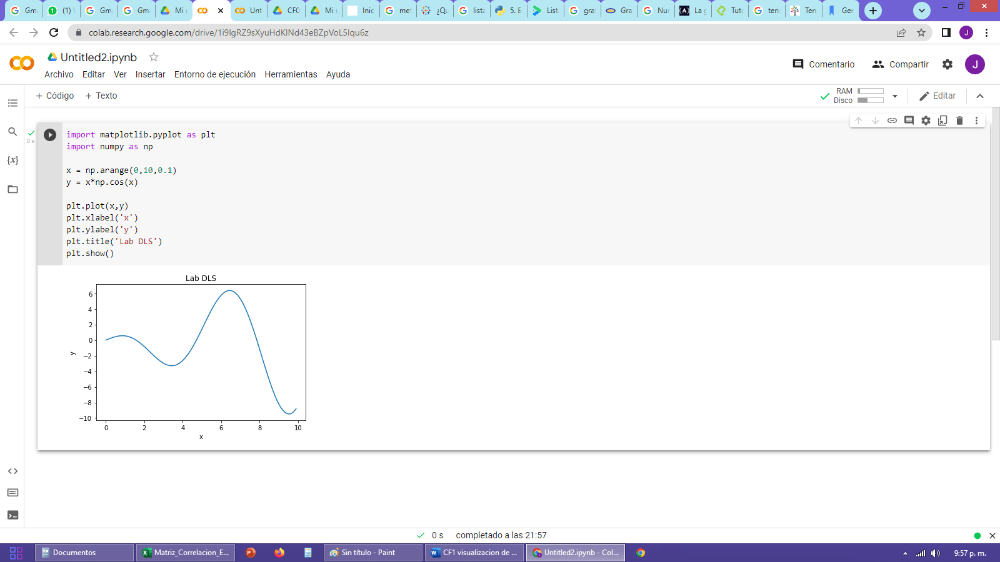 Gm
(1) \
Gm
Gm
Mi
Unt
CF0
Mi
Inic
me
¿Qu
lista
5. E
List
gra
Gra
Nur
La
Tut
ten
Ten
Ger
colab.research.google.com/drive/1i9IgRZ9sXyuHdKlNd43eBZpVoL5Iqu6z
J
Untitled2.ipynb
Archivo Editar Ver Insertar Entorno de ejecución Herramientas Ayuda
Comentario Compartir J
+ Código + Texto
RAM
Disco
Editar
{x}
0 s
import matplotlib.pyplot as plt
import numpy as np
x = np.arange(0,10,0.1)
y = x*np.cos(x)
plt.plot(x,y)
plt.xlabel('x')
plt.ylabel('y')
plt.title('Lab DLS')
plt.show()
Lab DLS
6
4
2
0
−2
−4
−6
−8
−10
y
0 2 4 6 8 10
x
0 s completado a las 21:57
Documentos
Matriz_Correlacion_E...
Sin título - Paint
CF1 visualizacion de ...
Untitled2.ipynb - Col...
9:57 p. m.